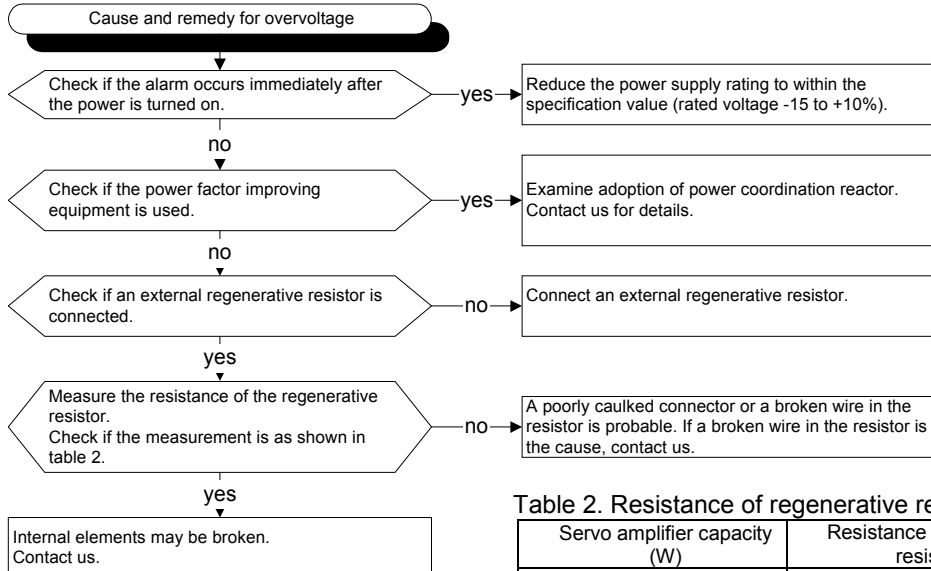 Cause and remedy for overvoltage
Check if the alarm occurs immediately after
the power is turned on.
yes
Reduce the power supply rating to within the
specification value (rated voltage -15 to +10%).
no
Check if the power factor improving
equipment is used.
yes
Examine adoption of power coordination reactor.
Contact us for details.
no
Check if an external regenerative resistor is
connected.
no
Connect an external regenerative resistor.
yes
Measure the resistance of the regenerative
resistor.
Check if the measurement is as shown in
table 2.
no
A poorly caulked connector or a broken wire in the
resistor is probable. If a broken wire in the resistor is
the cause, contact us.
yes
Internal elements may be broken.
Contact us.
Table 2. Resistance of regenerative
Servo amplifier capacity
(W)
Resistance